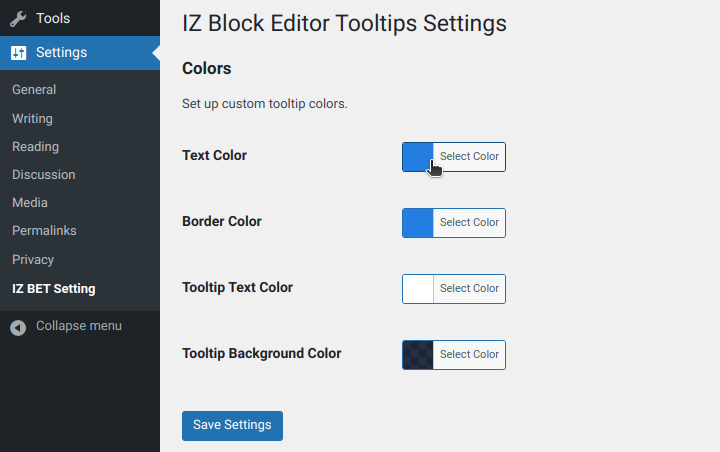 Tools
Settings
General
Writing
Reading
Discussion
Media
Permalinks
Privacy
IZ BET Setting
Collapse menu
IZ Block Editor Tooltips Settings
Colors
Set up custom tooltip colors.
Text Color
Select Color
Border Color
Select Color
Tooltip Text Color
Select Color
Tooltip Background Color
Select Color
Save Settings